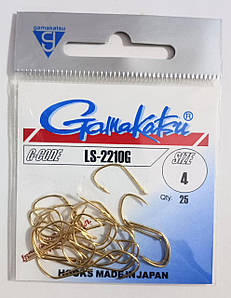 gamakatsu
Gamakatsu®
G-CODE LS-2210G SIZE
4
Qty. 25
HOOKS MADE IN JAPAN